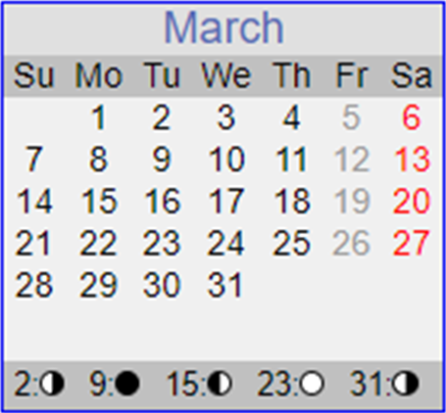 March
Su Mo Tu We Th Fr Sa
1 2 3 4 5 6
7 8 9 10 11 12 13
14 15 16 17 18 19 20
21 22 23 24 25 26 27
28 29 30 31
2: 9: 15: 23: 31: